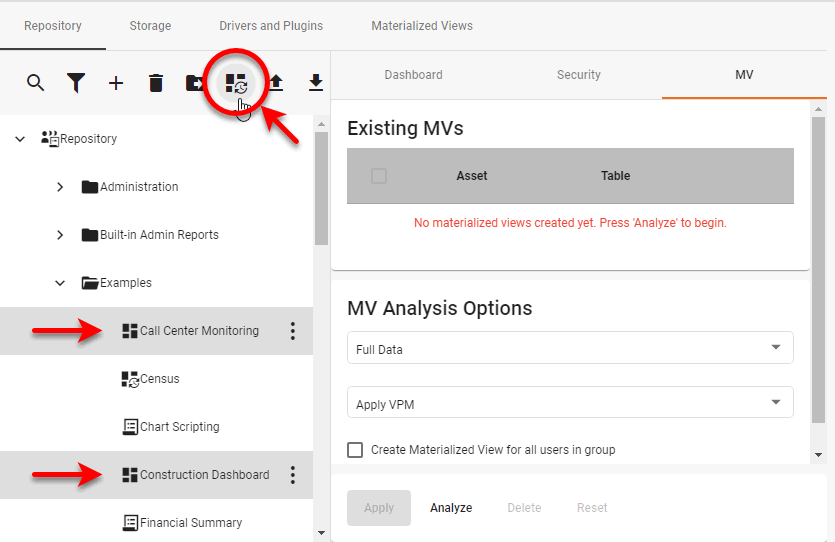 Repository Storage Drivers and Plugins Materialized Views
Dashboard Security MV
Repository
Administration
Built-in Admin Reports
Examples
Call Center Monitoring
Census
Chart Scripting
Construction Dashboard
Financial Summary
Existing MVs
Asset Table
No materialized views created yet. Press 'Analyze' to begin.
MV Analysis Options
Full Data
Apply VPM
Create Materialized View for all users in group
Apply Analyze Delete Reset